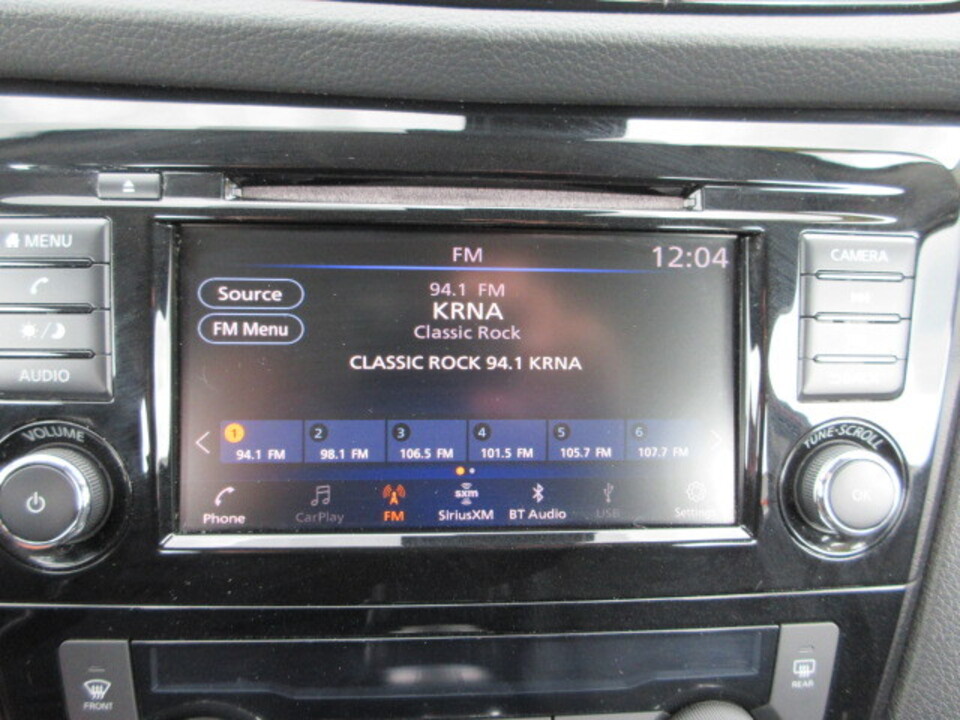 MENU
AUDIO
VOLUME
FM
12:04
Source
FM Menu
94.1 FM
KRNA
Classic Rock
CLASSIC ROCK 94.1 KRNA
1 2 3 4 5 6
94.1 FM 98.1 FM 106.5 FM 101.5 FM 105.7 FM 107.7 FM
sxm
Phone CarPlay FM SiriusXM BT Audio USB Settings
CAMERA
TUNE-SCROLL
OK
FRONT
REAR